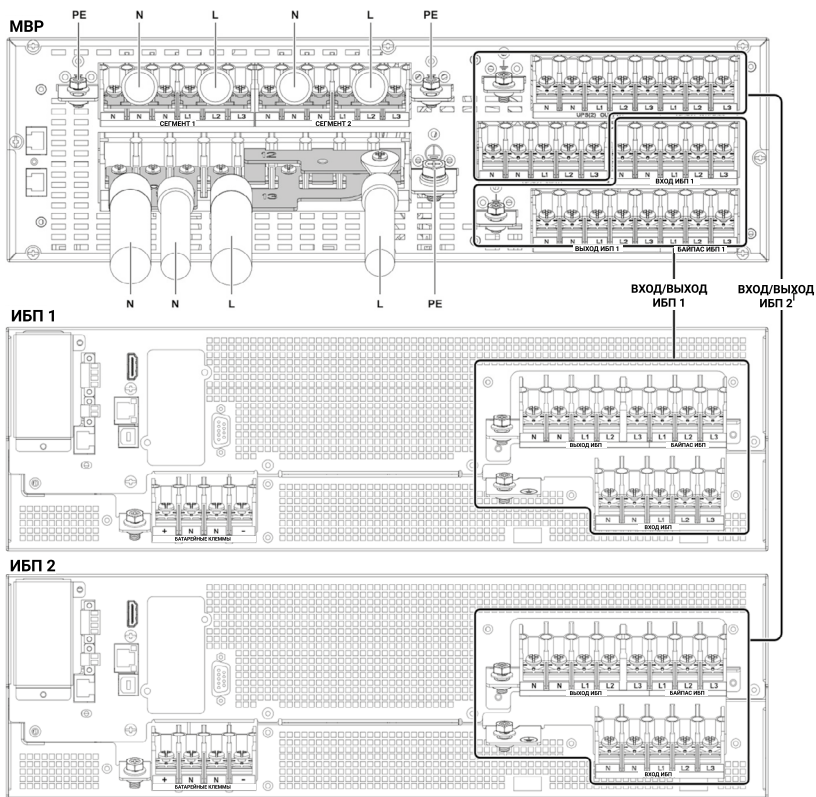 МВР
PE N L N L PE
N N N L1 L2 L3 N N N L1 L2 L3
СЕГМЕНТ 1 СЕГМЕНТ 2
N N L1 L2 L3 L1 L2 L3
UPS(2) OU
N N L1 L2 L3 N N L1 L2 L3
ВХОД ИБП 1
N N L1 L2 L3 L1 L2 L3
ВЫХОД ИБП 1 БАЙПАС ИБП 1
N N L L PE
ВХОД/ВЫХОД
ИБП 1
ВХОД/ВЫХОД
ИБП 2
ИБП 1
N N L1 L2 L3 L1 L2 L3
ВЫХОД ИБП БАЙПАС ИБП
N N L1 L2 L3
ВХОД ИБП
+ N N -
БАТАРЕЙНЫЕ КЛЕММЫ
ИБП 2
N N L1 L2 L3 L1 L2 L3
ВЫХОД ИБП БАЙПАС ИБП
N N L1 L2 L3
ВХОД ИБП
+ N N -
БАТАРЕЙНЫЕ КЛЕММЫ